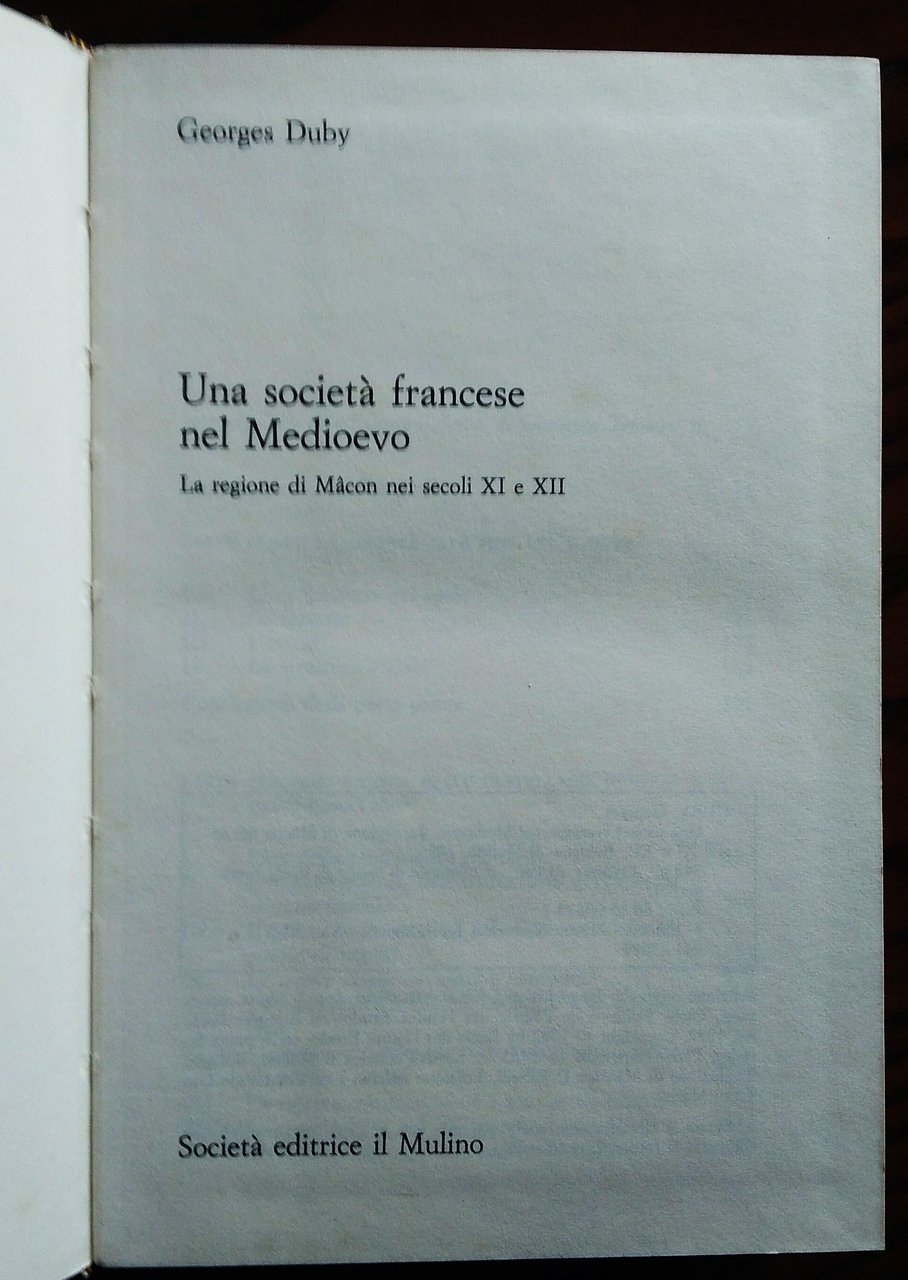 Georges Duby
Una società francese
nel Medioevo
La regione di Mâcon nei secoli XI e XII
Società editrice il Mulino